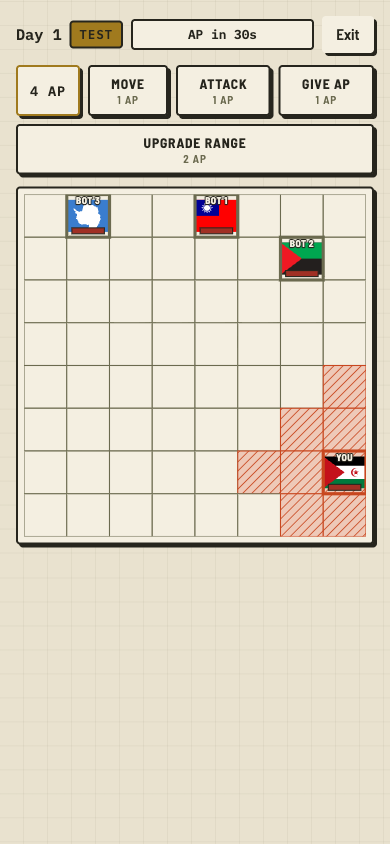 Day 1 TEST AP in 30s Exit
4 AP
MOVE
1 AP
ATTACK
1 AP
GIVE AP
1 AP
UPGRADE RANGE
2 AP
BOT 3
BOT 1
BOT 2
YOU